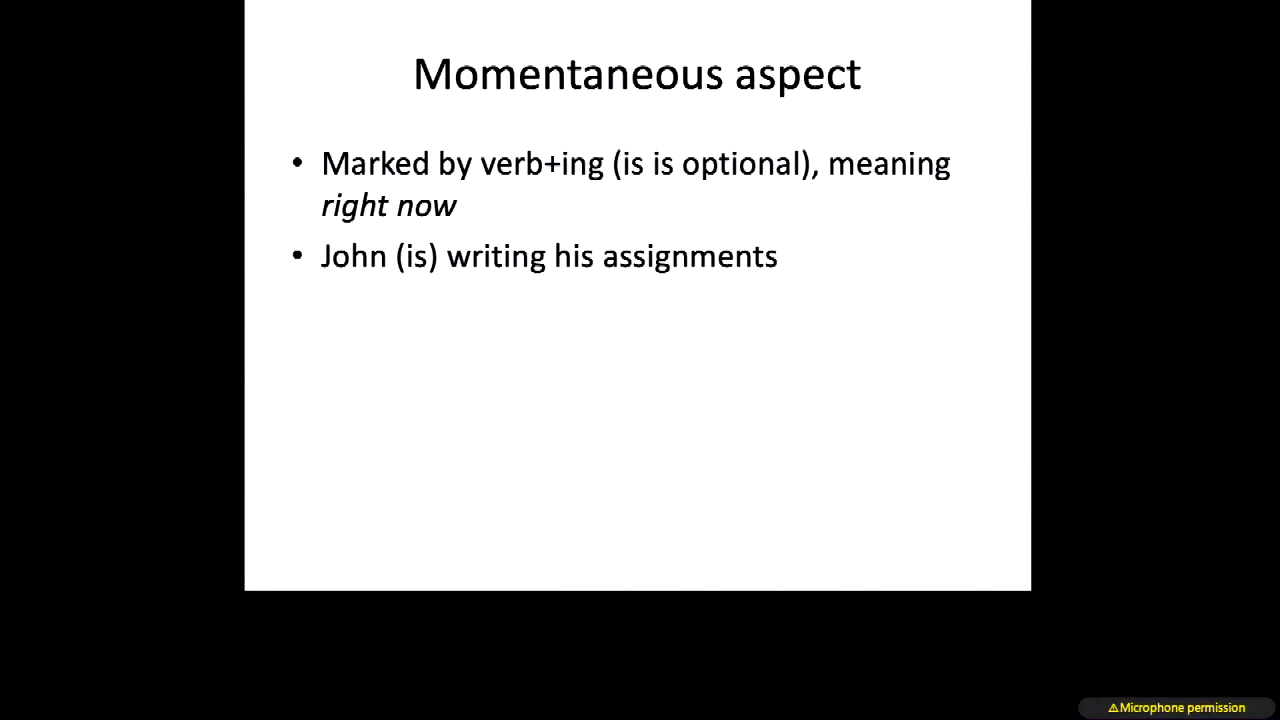 Momentaneous aspect
• Marked by verb+ing (is is optional), meaning
right now
• John (is) writing his assignments
⚠Microphone permission